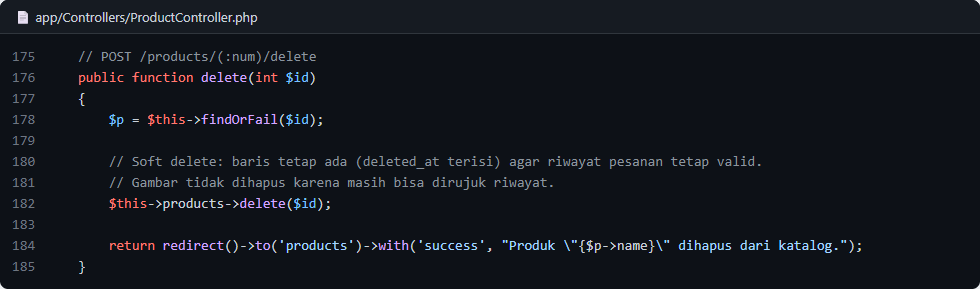 app/Controllers/ProductController.php
175 // POST /products/(:num)/delete
176 public function delete(int $id)
177 {
178 $p = $this->findOrFail($id);
179
180 // Soft delete: baris tetap ada (deleted_at terisi) agar riwayat pesanan tetap valid.
181 // Gambar tidak dihapus karena masih bisa dirujuk riwayat.
182 $this->products->delete($id);
183
184 return redirect()->to('products')->with('success', "Produk \"{$p->name}\" dihapus dari katalog.");
185 }